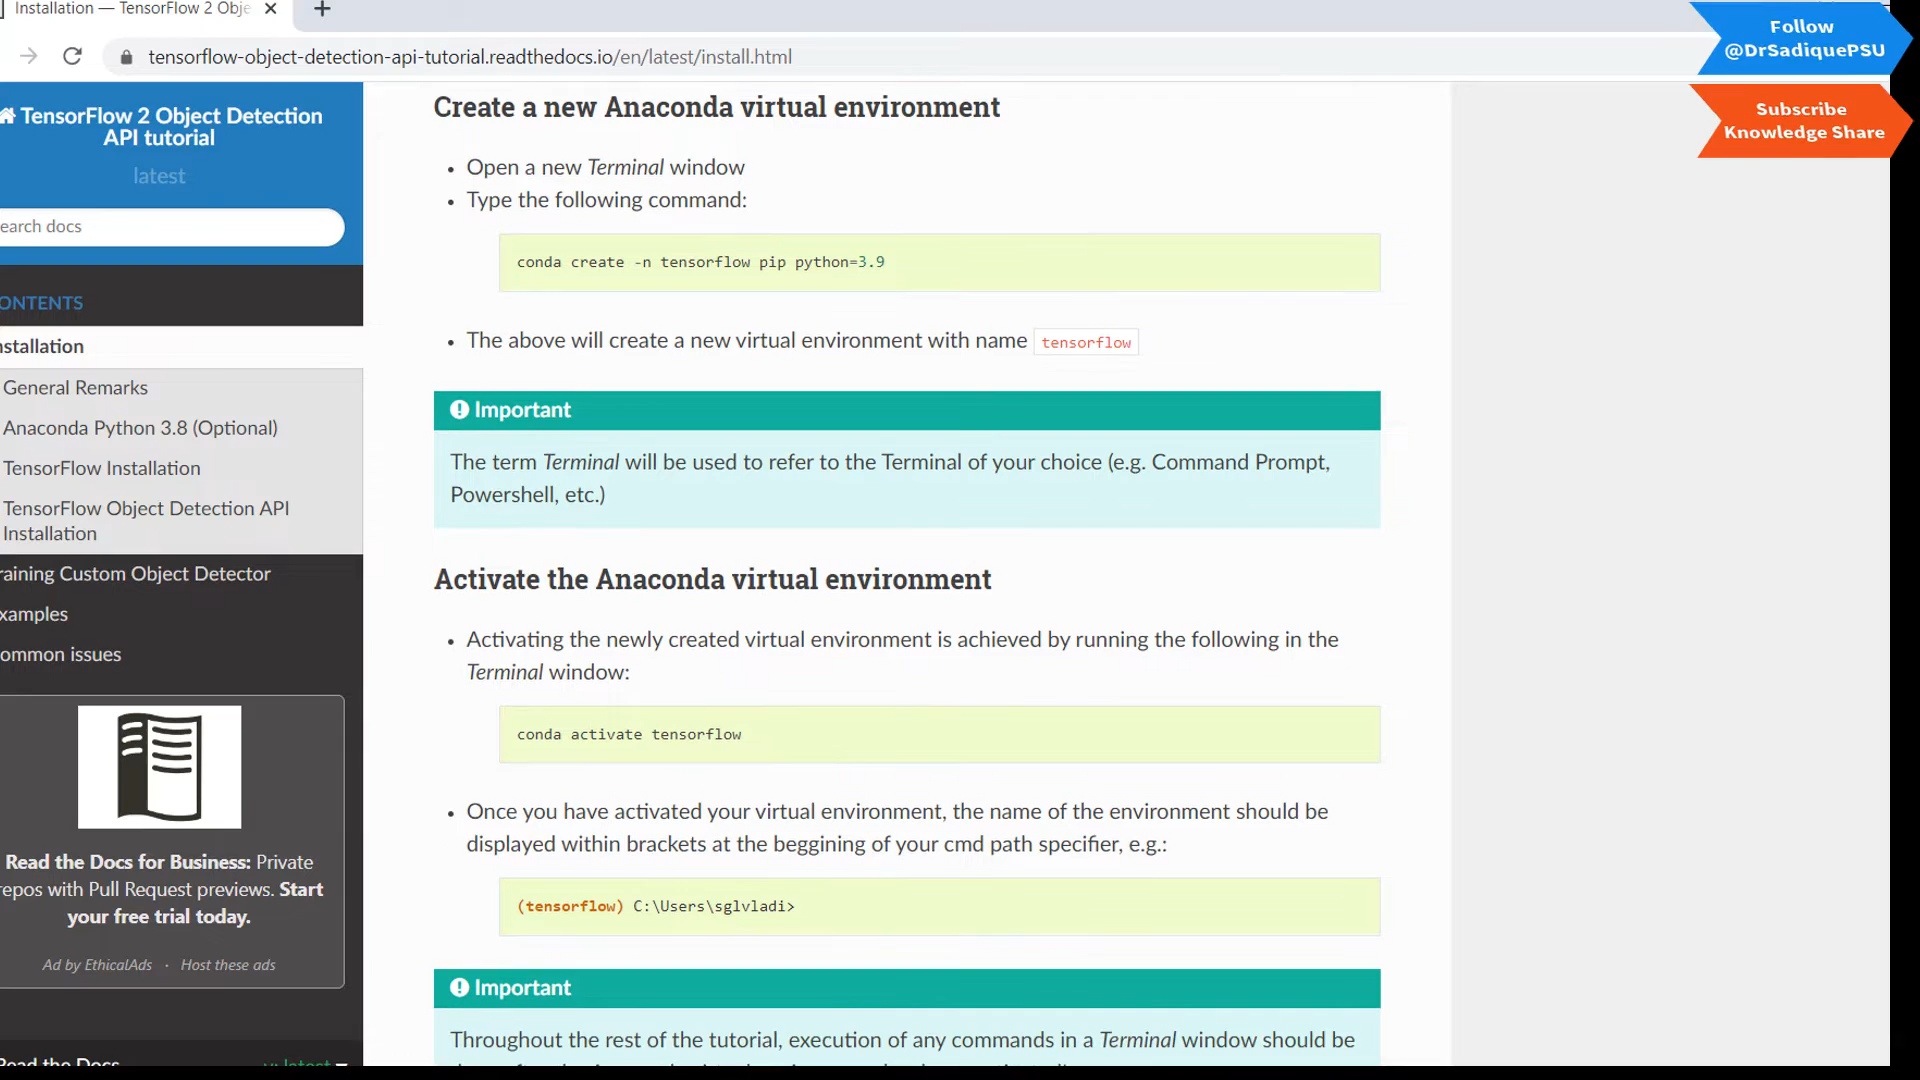 Installation — TensorFlow 2 Obje
Follow
@DrSadiquePSU
tensorflow-object-detection-api-tutorial.readthedocs.io/en/latest/install.html
Subscribe
Knowledge Share
TensorFlow 2 Object Detection
API tutorial
latest
earch docs
ONTENTS
nstallation
General Remarks
Anaconda Python 3.8 (Optional)
TensorFlow Installation
TensorFlow Object Detection API
Installation
raining Custom Object Detector
xamples
ommon issues
Read the Docs for Business: Private
repos with Pull Request previews. Start
your free trial today.
Ad by EthicalAds · Host these ads
Read the Docs
v: latest
Create a new Anaconda virtual environment
• Open a new Terminal window
• Type the following command:
conda create -n tensorflow pip python=3.9
• The above will create a new virtual environment with name tensorflow
Important
The term Terminal will be used to refer to the Terminal of your choice (e.g. Command Prompt,
Powershell, etc.)
Activate the Anaconda virtual environment
• Activating the newly created virtual environment is achieved by running the following in the
Terminal window:
conda activate tensorflow
• Once you have activated your virtual environment, the name of the environment should be
displayed within brackets at the beggining of your cmd path specifier, e.g.:
(tensorflow) C:\Users\sglvladi>
Important
Throughout the rest of the tutorial, execution of any commands in a Terminal window should be